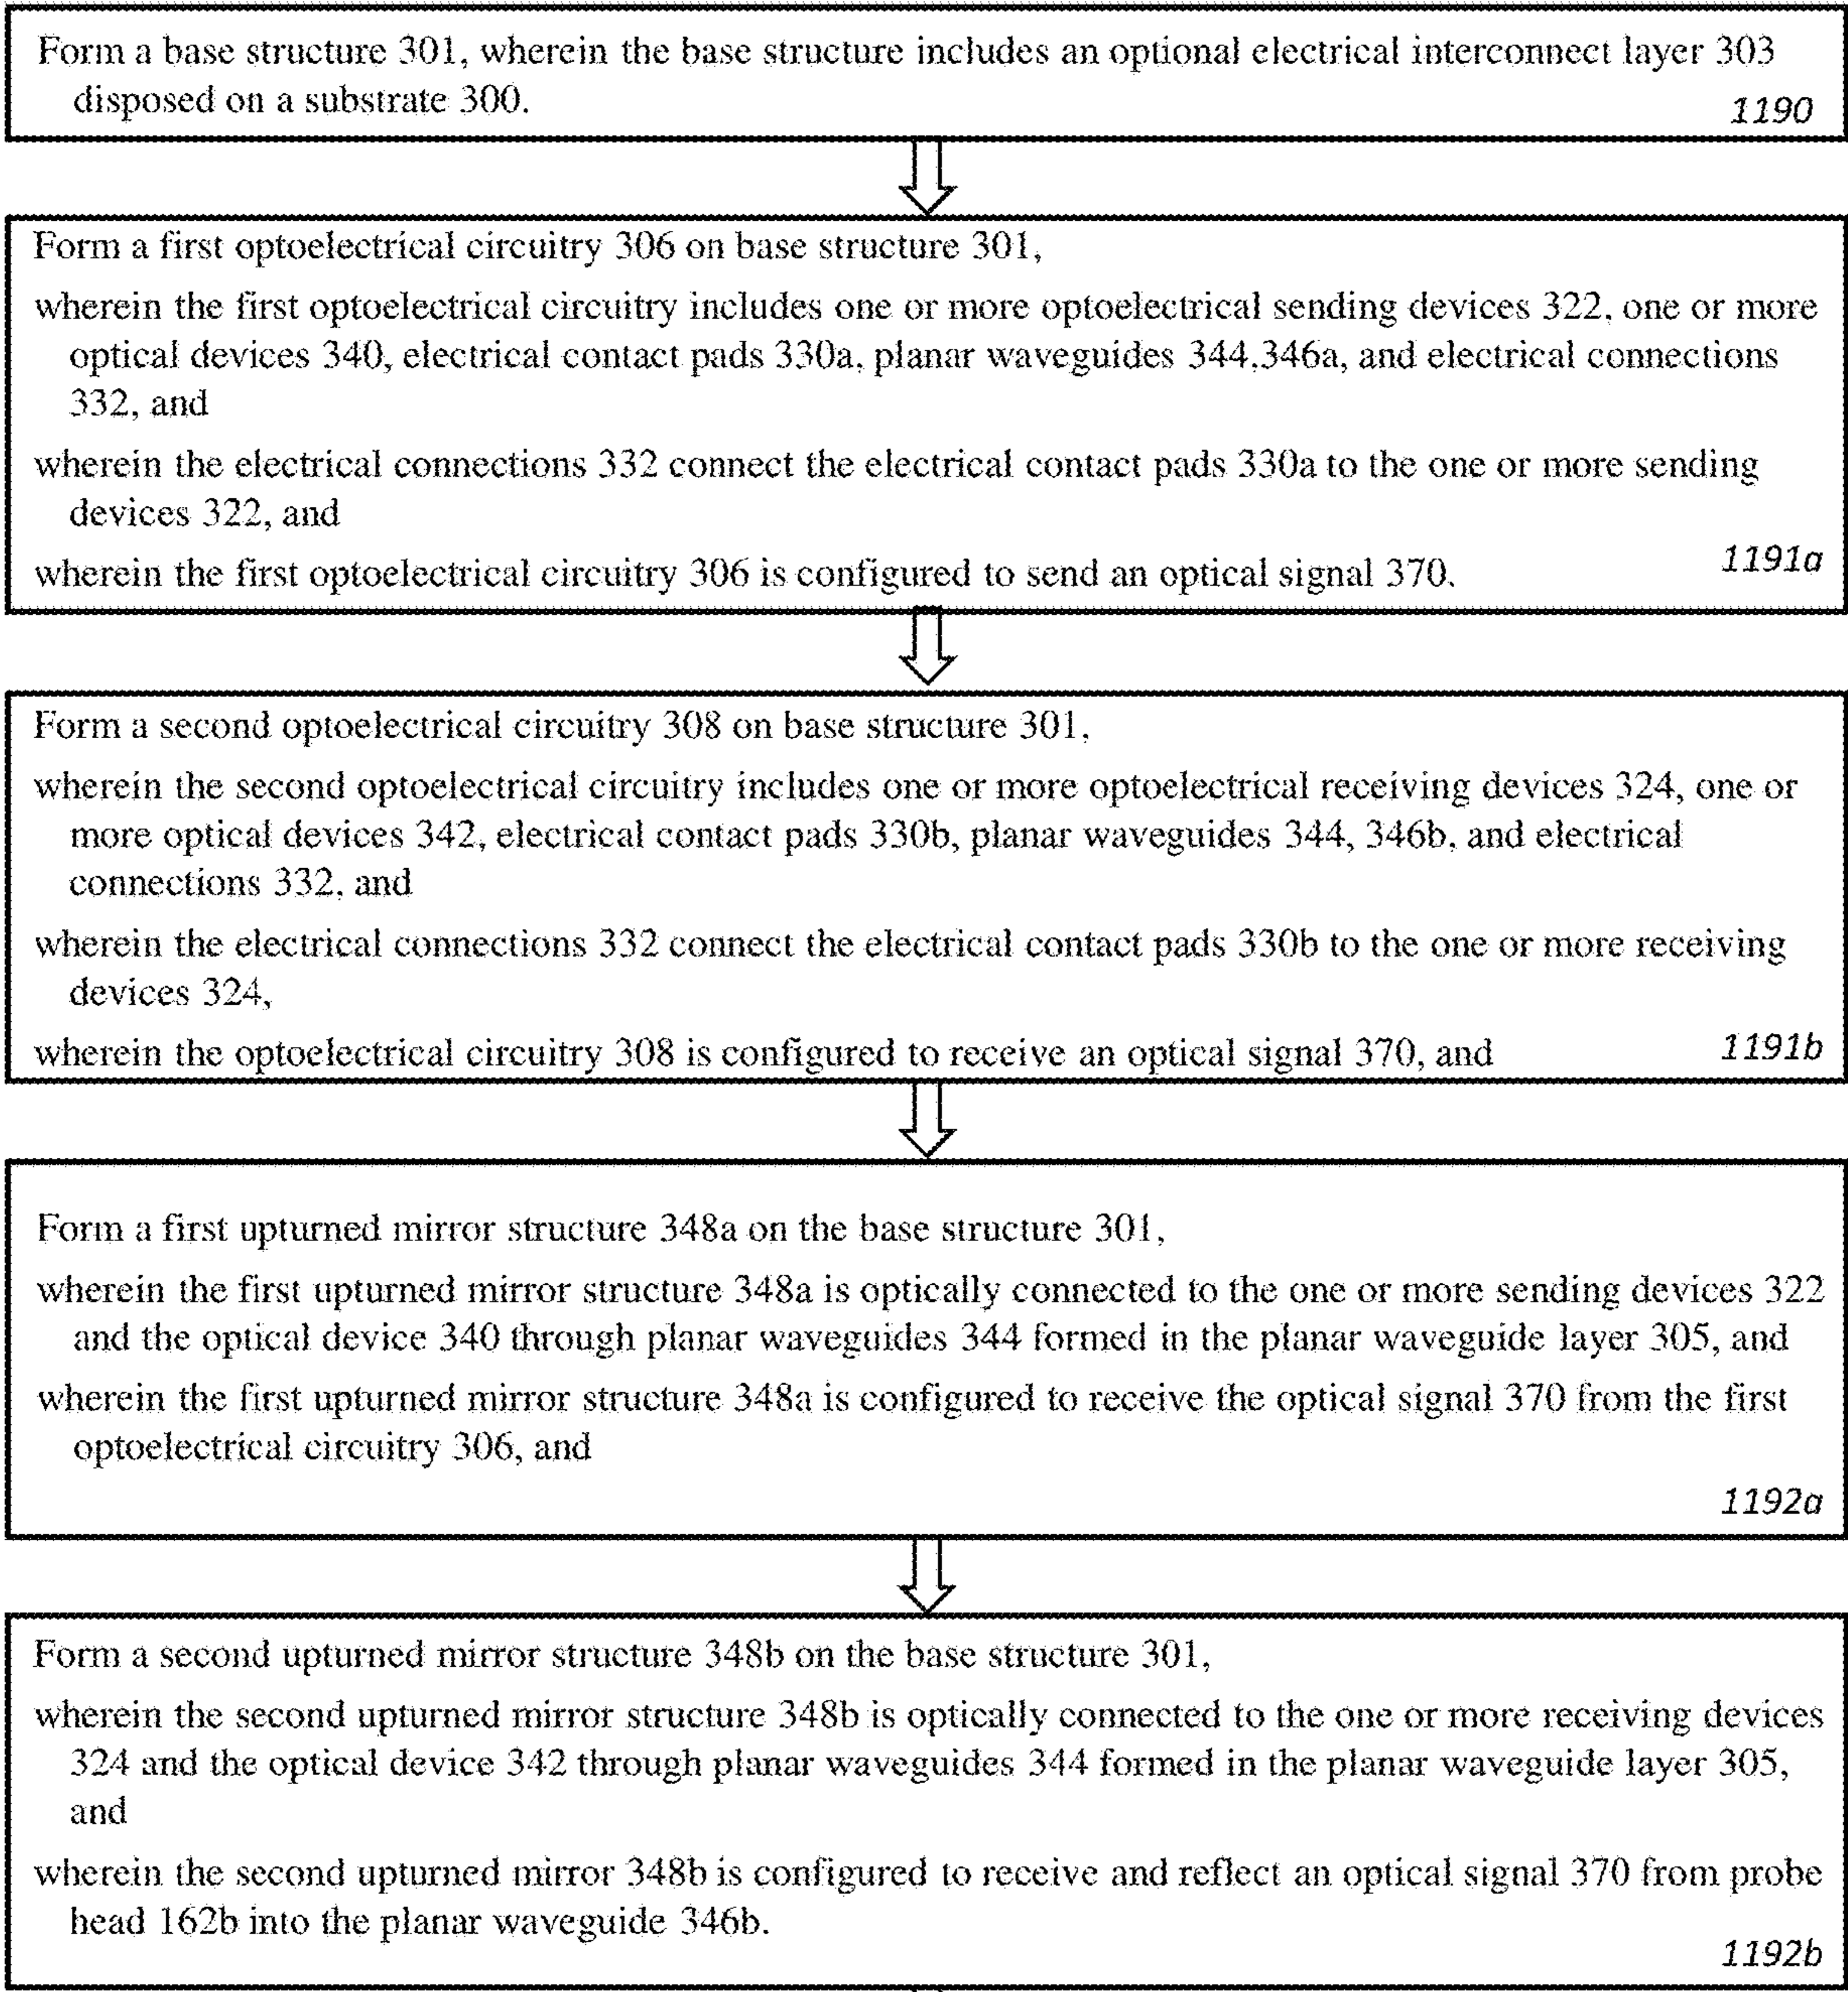 Form a base structure 301, wherein the base structure includes an optional electrical interconnect layer 303
disposed on a substrate 300.
1190
Form a first optoelectrical circuitry 306 on base structure 301,
wherein the first optoelectrical circuitry includes one or more optoelectrical sending devices 322, one or more
optical devices 340, electrical contact pads 330a, planar waveguides 344,346a, and electrical connections
332, and
wherein the electrical connections 332 connect the electrical contact pads 330a to the one or more sending
devices 322, and
wherein the first optoelectrical circuitry 306 is configured to send an optical signal 370.
1191a
Form a second optoelectrical circuitry 308 on base structure 301,
wherein the second optoelectrical circuitry includes one or more optoelectrical receiving devices 324, one or
more optical devices 342, electrical contact pads 330b, planar waveguides 344, 346b, and electrical
connections 332, and
wherein the electrical connections 332 connect the electrical contact pads 330b to the one or more receiving
devices 324,
wherein the optoelectrical circuitry 308 is configured to receive an optical signal 370, and
1191b
Form a first upturned mirror structure 348a on the base structure 301,
wherein the first upturned mirror structure 348a is optically connected to the one or more sending devices 322
and the optical device 340 through planar waveguides 344 formed in the planar waveguide layer 305, and
wherein the first upturned mirror structure 348a is configured to receive the optical signal 370 from the first
optoelectrical circuitry 306, and
1192a
Form a second upturned mirror structure 348b on the base structure 301,
wherein the second upturned mirror structure 348b is optically connected to the one or more receiving devices
324 and the optical device 342 through planar waveguides 344 formed in the planar waveguide layer 305,
and
wherein the second upturned mirror 348b is configured to receive and reflect an optical signal 370 from probe
head 162b into the planar waveguide 346b.
1192b